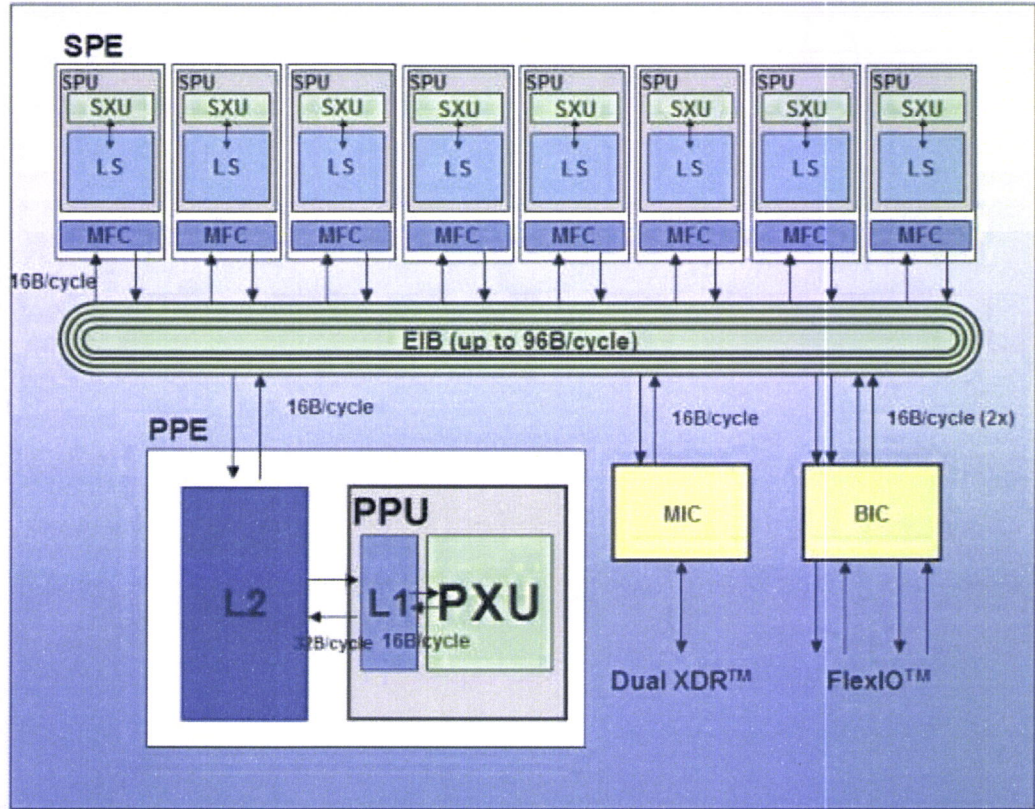 SPE
SPU SPU SPU SPU SPU SPU SPU SPU
SXU SXU SXU SXU SXU SXU SXU SXU
LS LS LS LS LS LS LS LS
MFC MFC MFC MFC MFC MFC MFC MFC
16B/cycle
EIB (up to 96B/cycle)
16B/cycle 16B/cycle 16B/cycle (2x)
PPE
PPU
MIC BIC
L2 L1 PXU
32B/cycle 16B/cycle
Dual XDR™ FlexIO™